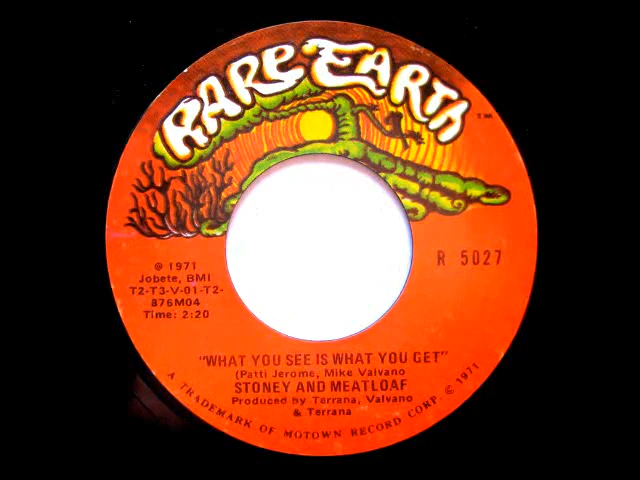 RARE EARTH
™
℗ 1971
Jobete, BMI
T2-T3-V-01-T2-
876M04
Time: 2:20
R 5027
"WHAT YOU SEE IS WHAT YOU GET"
(Patti Jerome, Mike Valvano)
STONEY AND MEATLOAF
Produced by Terrana, Valvano
& Terrana
A TRADEMARK OF MOTOWN RECORD CORP. © 1971